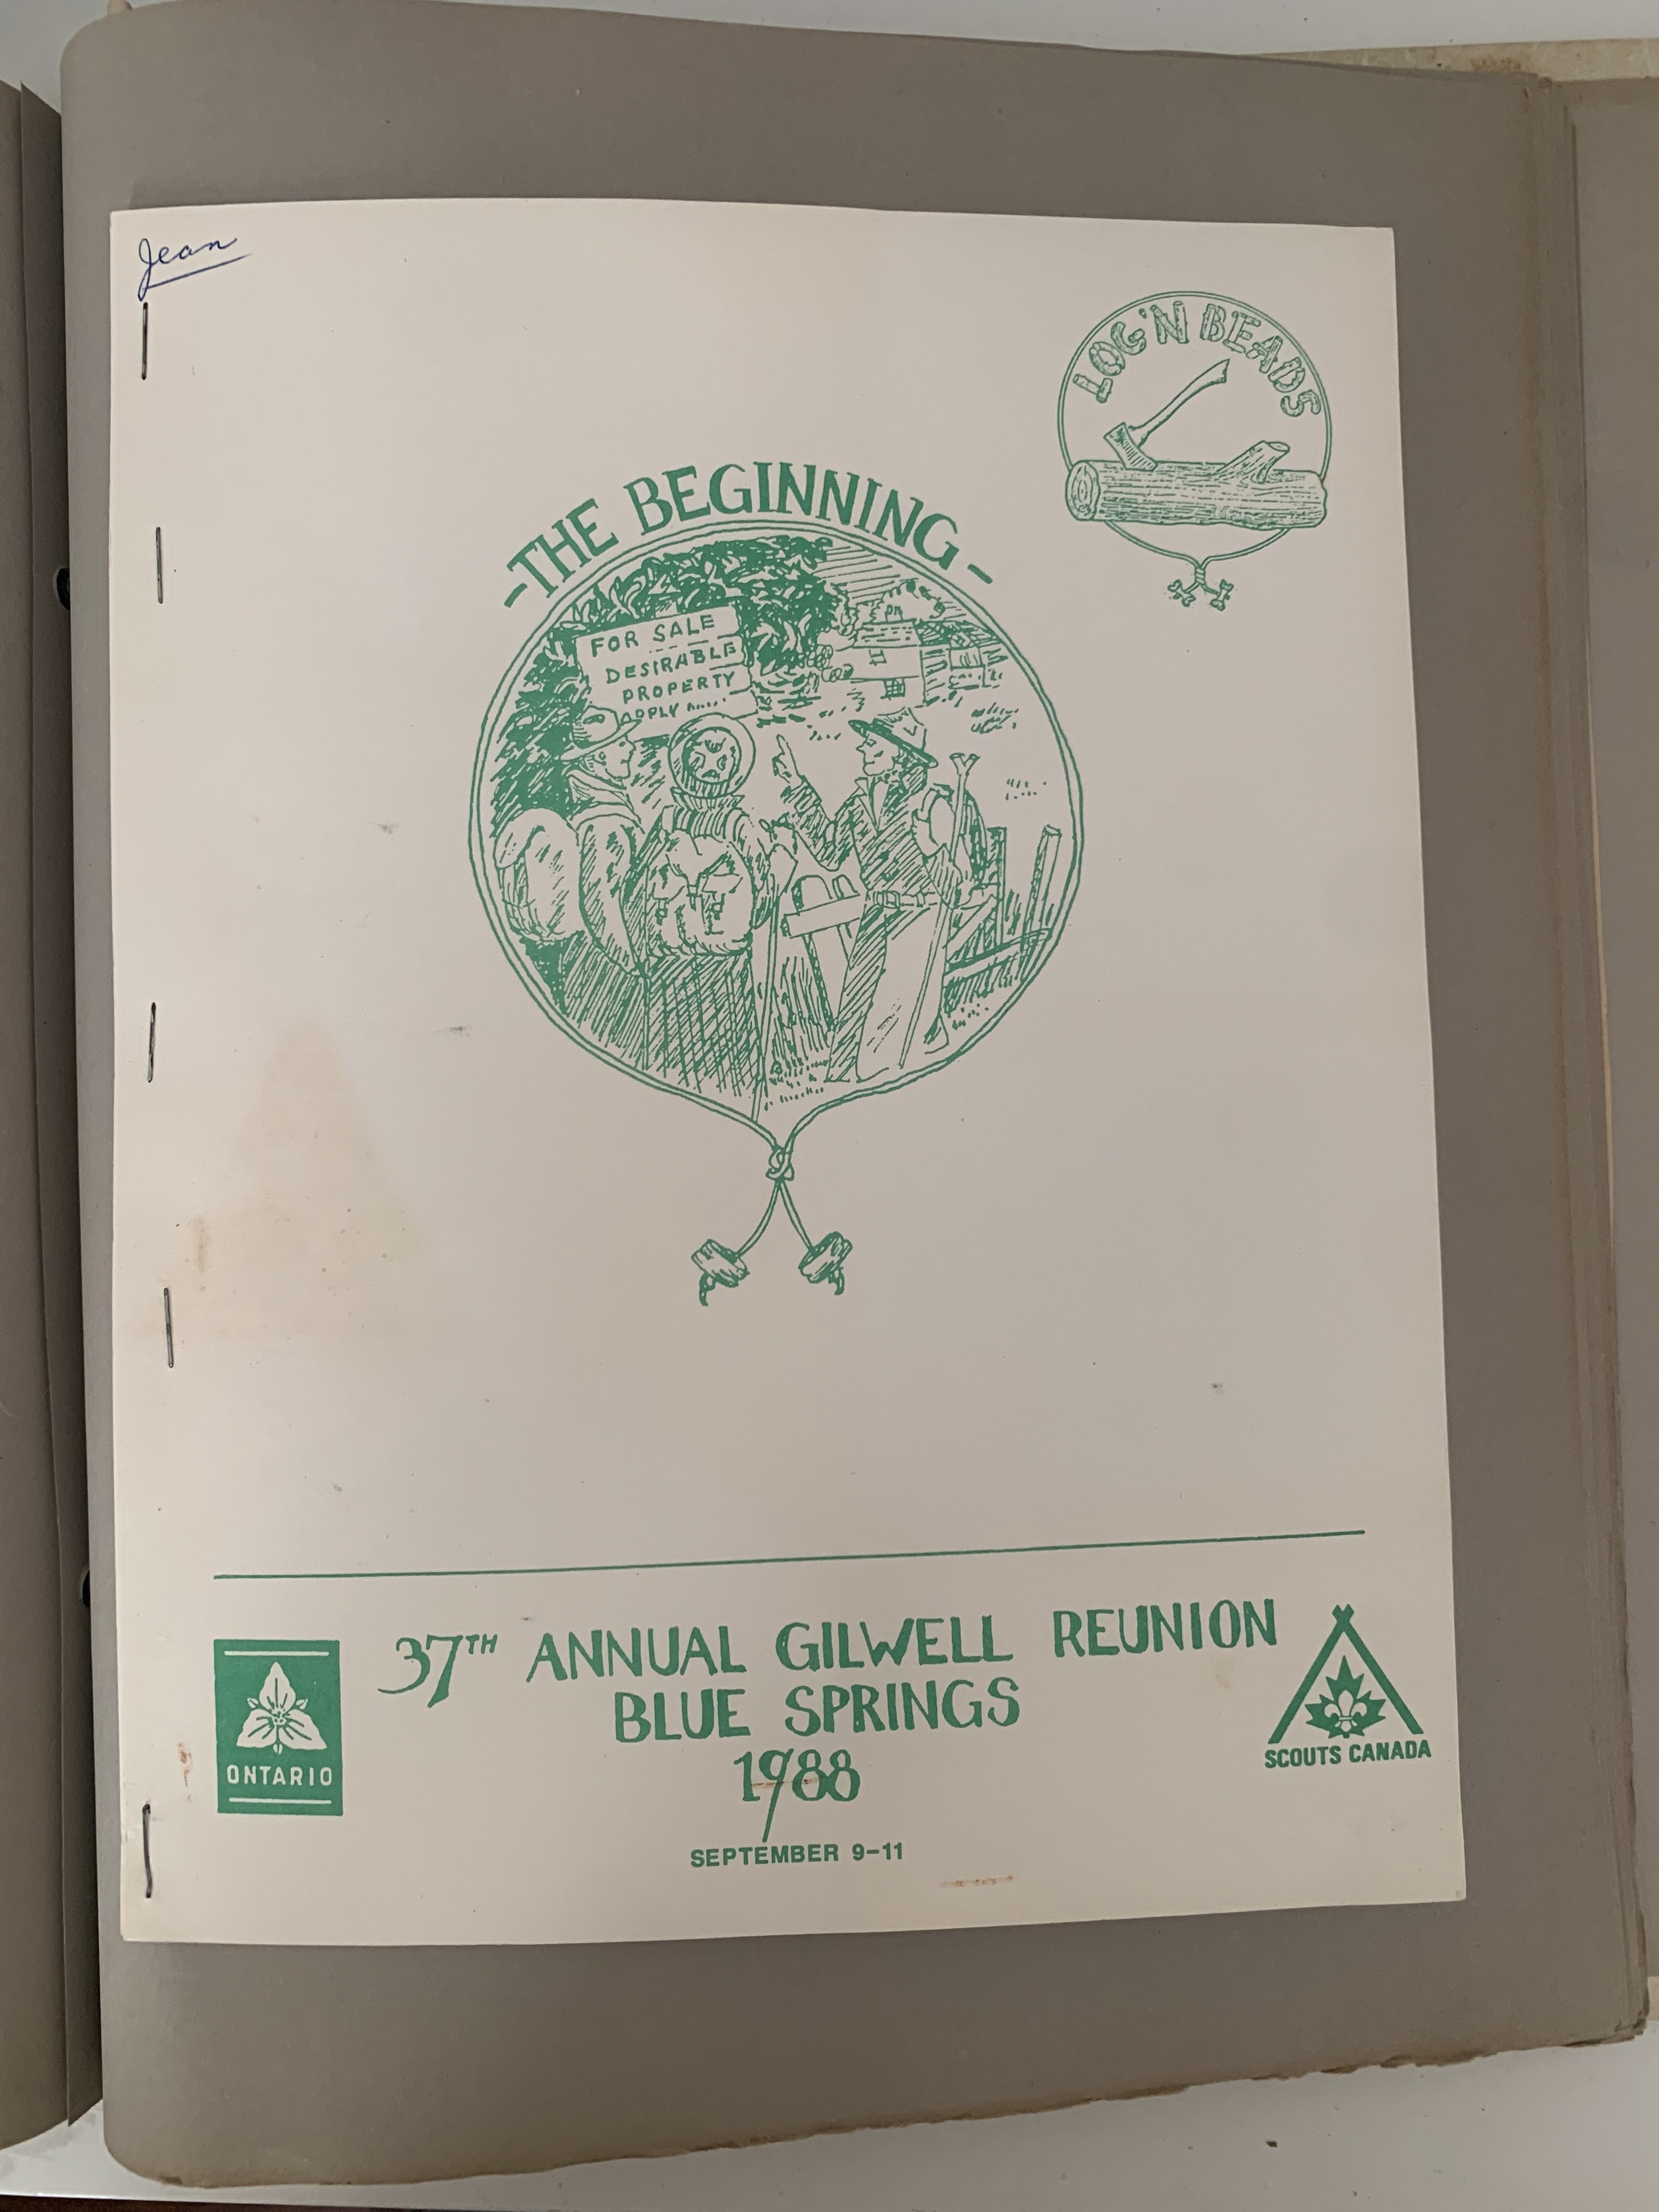 Jean
LOG'N BEADS
-THE BEGINNING-
FOR SALE
DESIRABLE
PROPERTY
APPLY .....
37TH ANNUAL GILWELL REUNION
BLUE SPRINGS
1988
SEPTEMBER 9-11
ONTARIO
SCOUTS CANADA